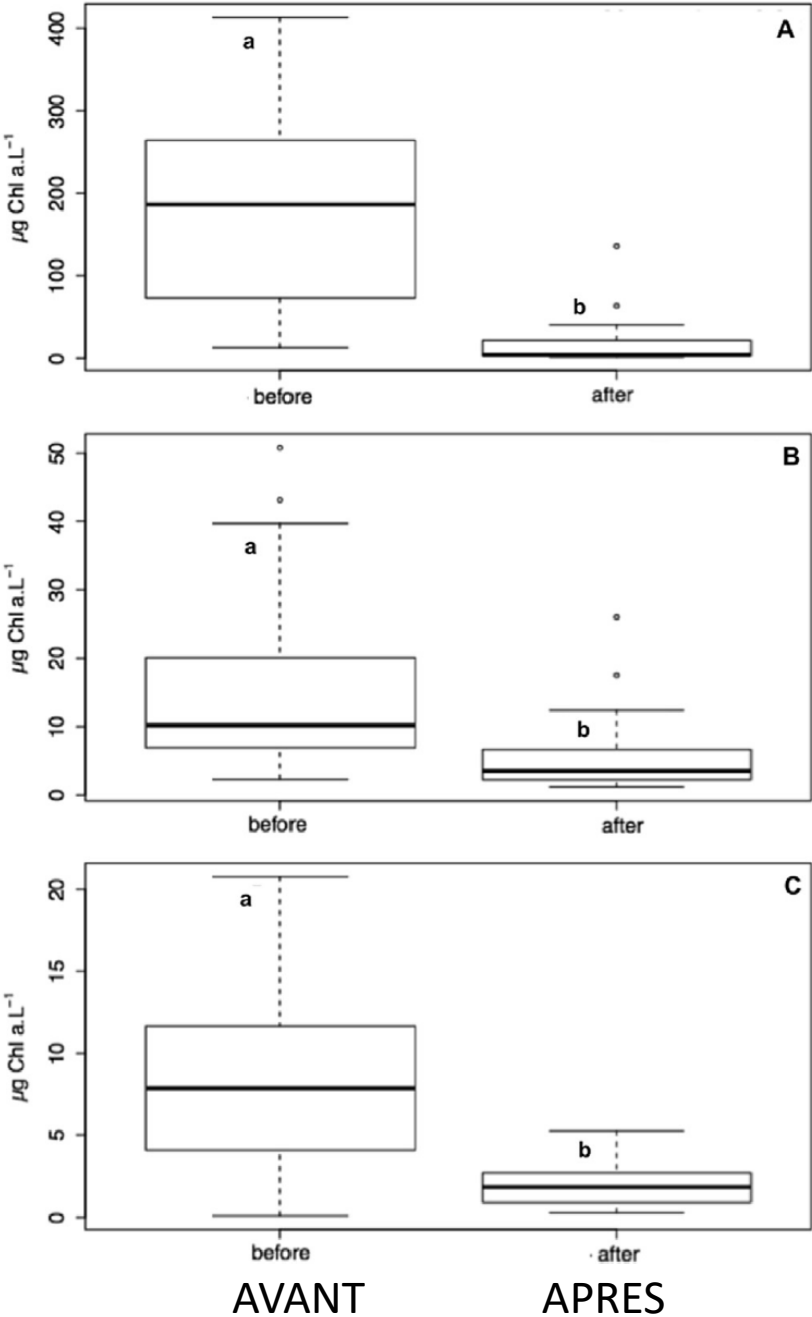 A
a
b
400
300
200
100
0
µg Chl a.L⁻¹
before after
B
a
b
50
40
30
20
10
0
µg Chl a.L⁻¹
before after
C
a
b
20
15
10
5
0
µg Chl a.L⁻¹
before after
AVANT APRES